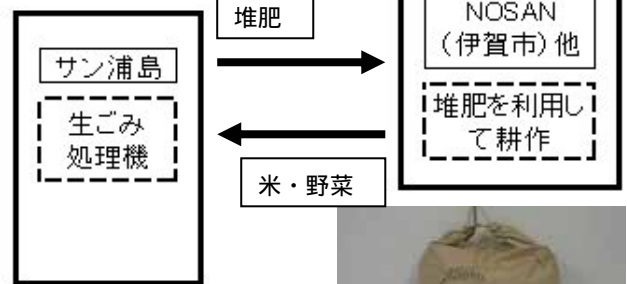 堆肥
NOSAN
（伊賀市）他
サン浦島
堆肥を利用し
て耕作
生ごみ
処理機
米・野菜